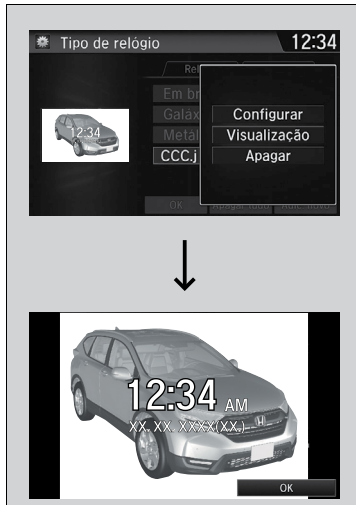 Tipo de relógio 12:34
Rel
Em br
Galax
Metál
CCC.j
12:34
Configurar
Visualização
Apagar
OK
12:34 AM
XX. XX. XXXX(XX.)
OK